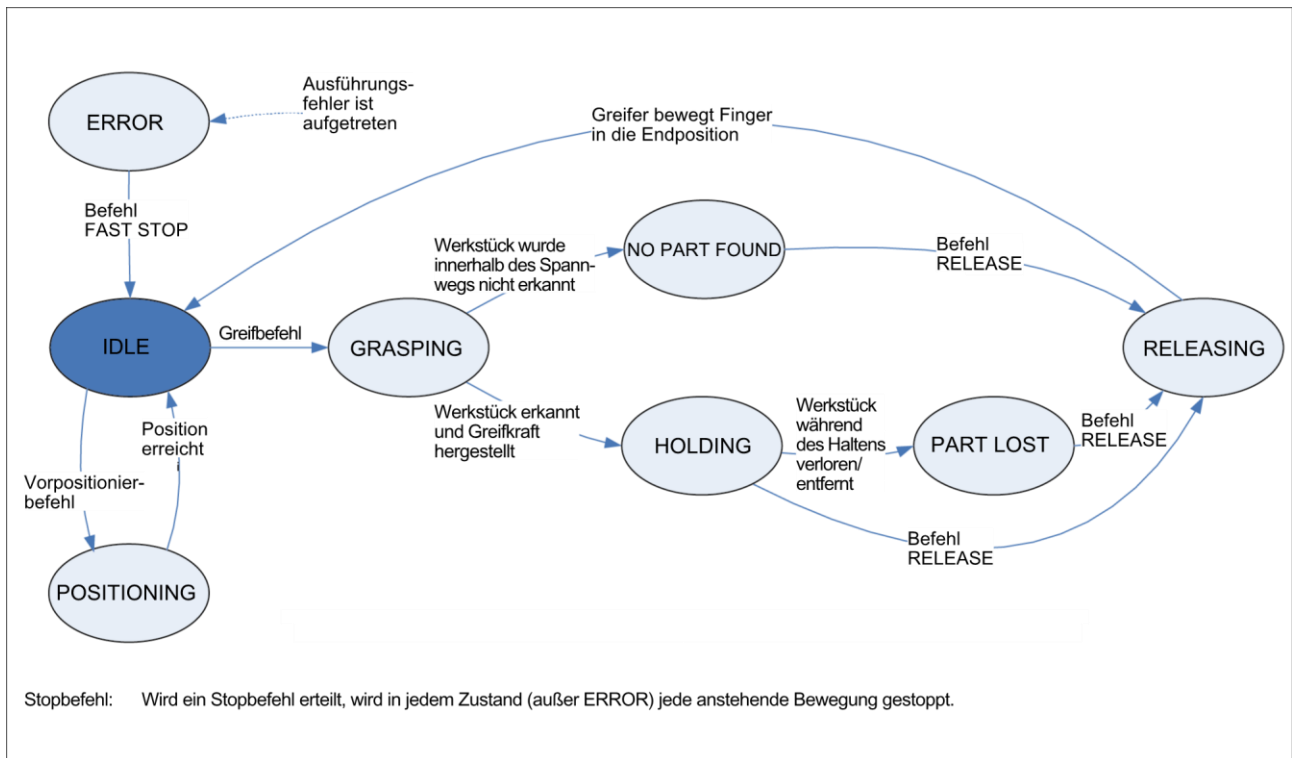 Ausführungs-
fehler ist
aufgetreten
ERROR
Greifer bewegt Finger
in die Endposition
Befehl
FAST STOP
Werkstück wurde
innerhalb des Spann-
wegs nicht erkannt
NO PART FOUND
Befehl
RELEASE
IDLE
Greifbefehl
GRASPING
RELEASING
Werkstück erkannt
und Greifkraft
hergestellt
HOLDING
Werkstück
während
des Haltens
verloren/
entfernt
PART LOST
Befehl
RELEASE
Position
erreicht
Vorpositionier-
befehl
Befehl
RELEASE
POSITIONING
Stopbefehl: Wird ein Stopbefehl erteilt, wird in jedem Zustand (außer ERROR) jede anstehende Bewegung gestoppt.